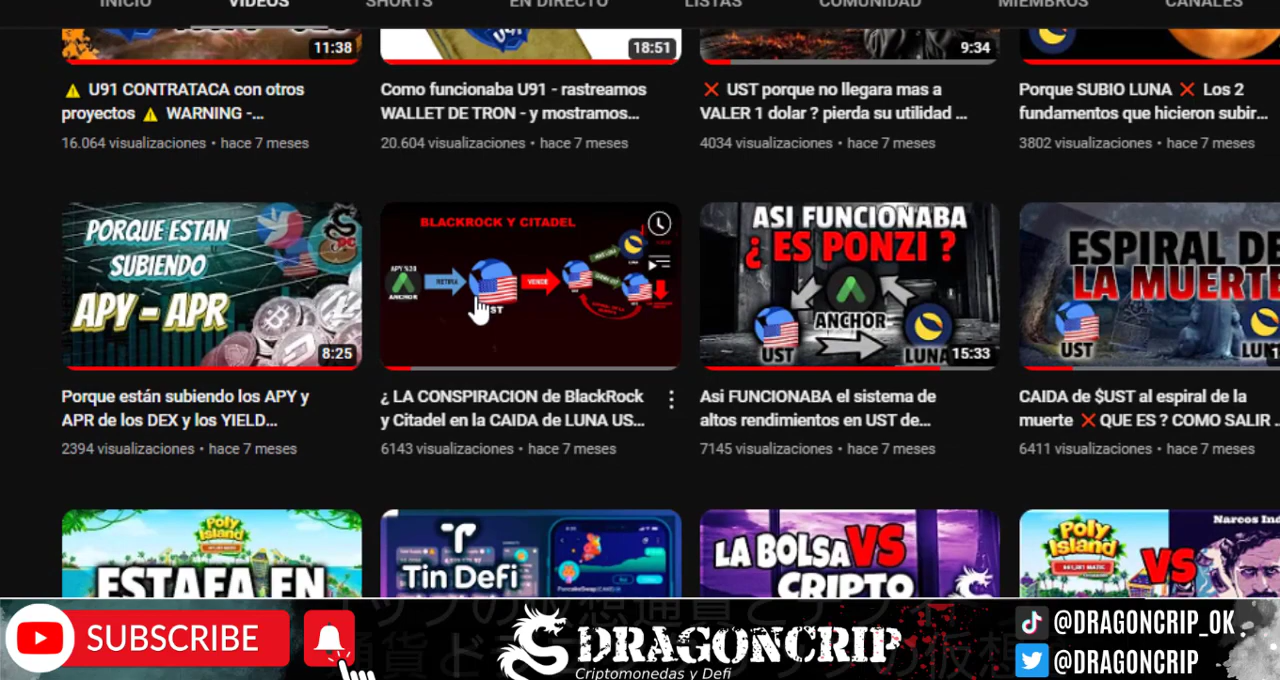 INICIO VIDEOS SHORTS EN DIRECTO LISTAS COMUNIDAD MIEMBROS CANALES
11:38
18:51
9:34
⚠ U91 CONTRATACA con otros
proyectos ⚠ WARNING -...
16.064 visualizaciones • hace 7 meses
Como funcionaba U91 - rastreamos
WALLET DE TRON - y mostramos...
20.604 visualizaciones • hace 7 meses
❌ UST porque no llegara mas a
VALER 1 dolar ? pierda su utilidad ...
4034 visualizaciones • hace 7 meses
Porque SUBIO LUNA ❌ Los 2
fundamentos que hicieron subir...
3802 visualizaciones • hace 7 meses
PORQUE ESTAN
SUBIENDO
APY - APR
8:25
BLACKROCK Y CITADEL
APY %20
ANCHOR
RETIRA
VENDE
ASI FUNCIONABA
¿ ES PONZI ?
ANCHOR
UST
LUNA
15:33
ESPIRAL DE
LA MUERTE
UST
Porque están subiendo los APY y
APR de los DEX y los YIELD...
2394 visualizaciones • hace 7 meses
¿ LA CONSPIRACION de BlackRock
y Citadel en la CAIDA de LUNA US...
6143 visualizaciones • hace 7 meses
Asi FUNCIONABA el sistema de
altos rendimientos en UST de...
7145 visualizaciones • hace 7 meses
CAIDA de $UST al espiral de la
muerte ❌ QUE ES ? COMO SALIR ..
6411 visualizaciones • hace 7 meses
Poly
Island
ESTAFA EN
Tin Defi
LA BOLSA VS
CRIPTO
Poly
Island
VS
Narcos Ind
SUBSCRIBE
DRAGONCRIP
Criptomonedas y Defi
@DRAGONCRIP_OK
@DRAGONCRIP